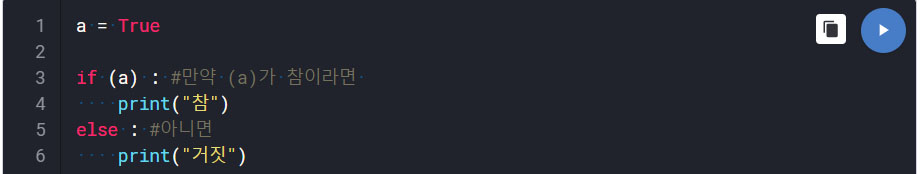 1 a = True
2
3 if (a) : #만약 (a)가 참이라면
4     print("참")
5 else : #아니면
6     print("거짓")